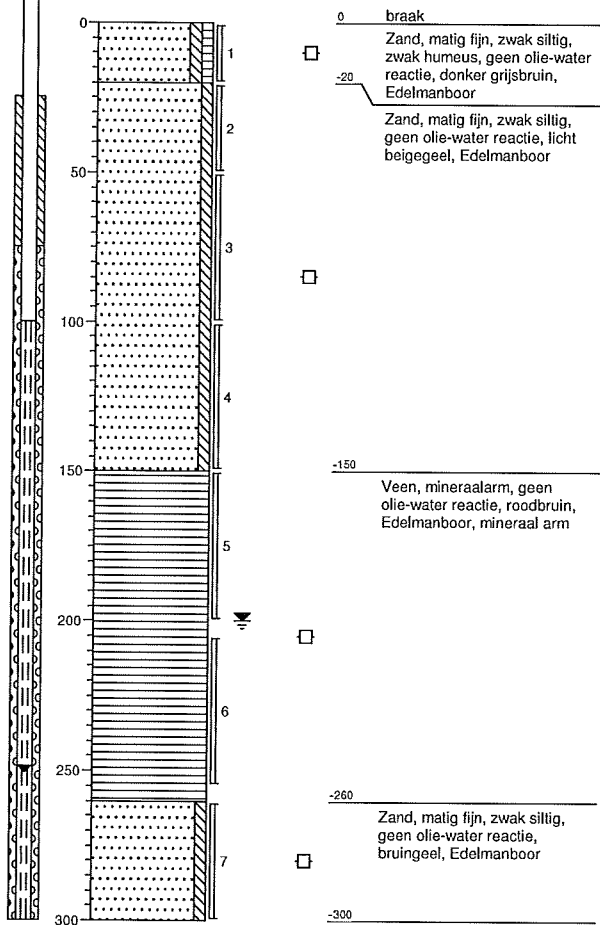 0
50
100
150
200
250
300
1
2
3
4
5
6
7
0 braak
Zand, matig fijn, zwak siltig,
zwak humeus, geen olie-water
reactie, donker grijsbruin,
Edelmanboor
-20
Zand, matig fijn, zwak siltig,
geen olie-water reactie, licht
beigegeel, Edelmanboor
-150
Veen, mineraalarm, geen
olie-water reactie, roodbruin,
Edelmanboor, mineraal arm
-260
Zand, matig fijn, zwak siltig,
geen olie-water reactie,
bruingeel, Edelmanboor
-300